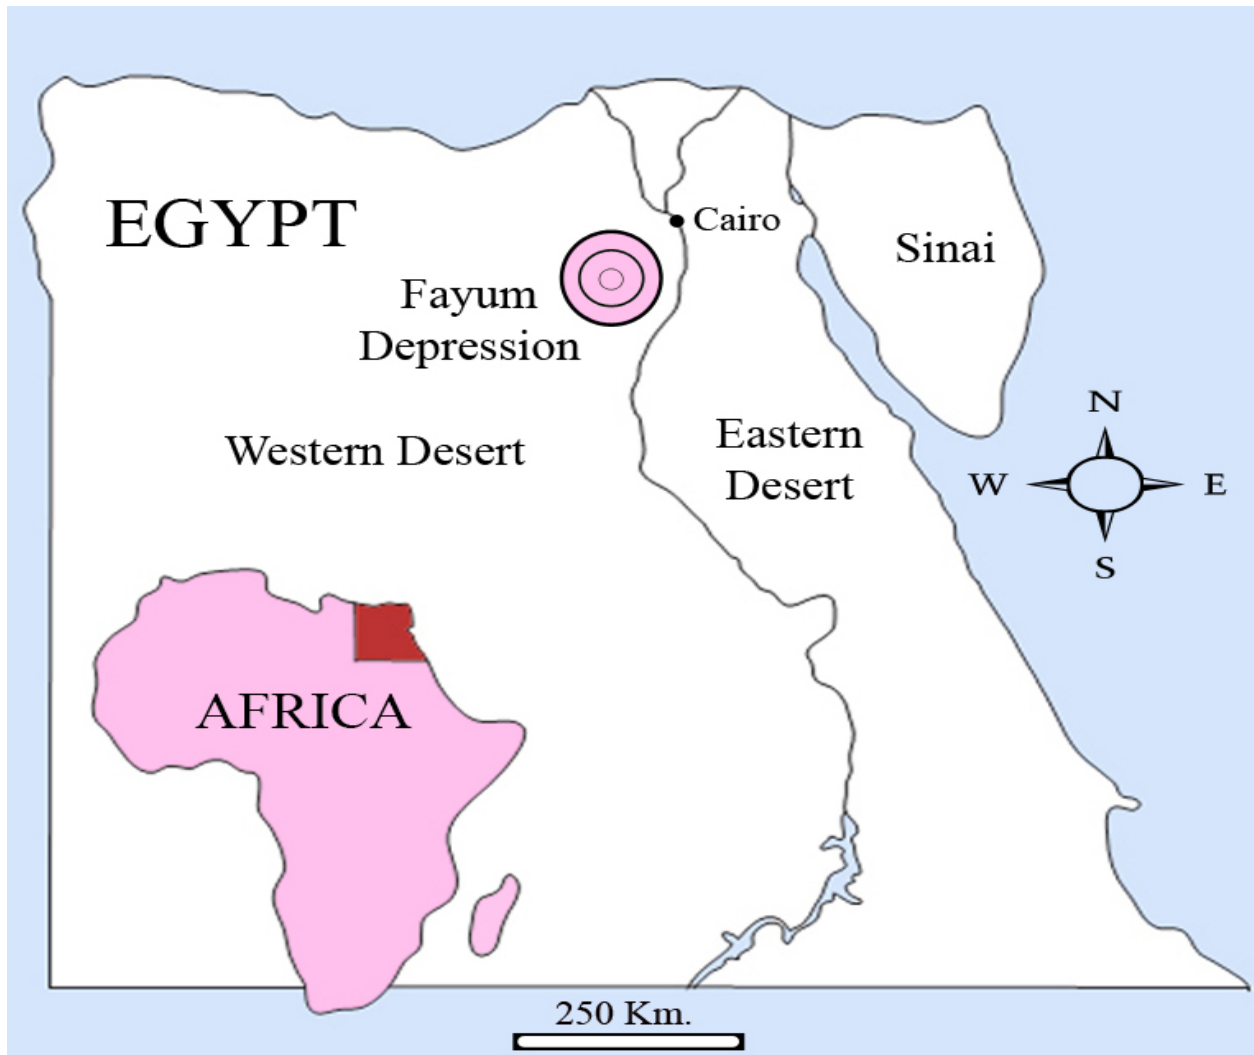 EGYPT
Cairo
Sinai
Fayum
Depression
Western Desert
Eastern
Desert
N
W
E
S
AFRICA
250 Km.